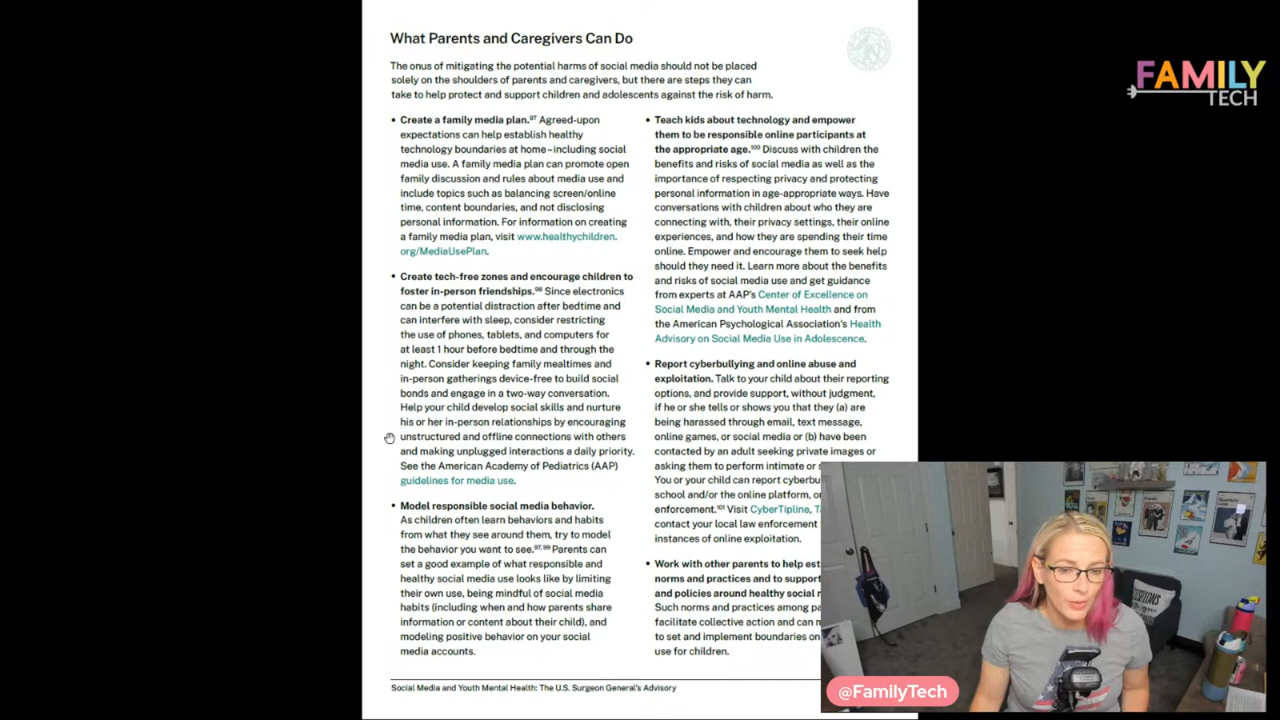 What Parents and Caregivers Can Do
The onus of mitigating the potential harms of social media should not be placed
solely on the shoulders of parents and caregivers, but there are steps they can
take to help protect and support children and adolescents against the risk of harm.
• Create a family media plan.97 Agreed-upon
expectations can help establish healthy
technology boundaries at home – including social
media use. A family media plan can promote open
family discussion and rules about media use and
include topics such as balancing screen/online
time, content boundaries, and not disclosing
personal information. For information on creating
a family media plan, visit www.healthychildren.
org/MediaUsePlan.
• Create tech-free zones and encourage children to
foster in-person friendships.98 Since electronics
can be a potential distraction after bedtime and
can interfere with sleep, consider restricting
the use of phones, tablets, and computers for
at least 1 hour before bedtime and through the
night. Consider keeping family mealtimes and
in-person gatherings device-free to build social
bonds and engage in a two-way conversation.
Help your child develop social skills and nurture
his or her in-person relationships by encouraging
unstructured and offline connections with others
and making unplugged interactions a daily priority.
See the American Academy of Pediatrics (AAP)
guidelines for media use.
• Model responsible social media behavior.
As children often learn behaviors and habits
from what they see around them, try to model
the behavior you want to see.97,99 Parents can
set a good example of what responsible and
healthy social media use looks like by limiting
their own use, being mindful of social media
habits (including when and how parents share
information or content about their child), and
modeling positive behavior on your social
media accounts.
• Teach kids about technology and empower
them to be responsible online participants at
the appropriate age.100 Discuss with children the
benefits and risks of social media as well as the
importance of respecting privacy and protecting
personal information in age-appropriate ways. Have
conversations with children about who they are
connecting with, their privacy settings, their online
experiences, and how they are spending their time
online. Empower and encourage them to seek help
should they need it. Learn more about the benefits
and risks of social media use and get guidance
from experts at AAP's Center of Excellence on
Social Media and Youth Mental Health and from
the American Psychological Association's Health
Advisory on Social Media Use in Adolescence.
• Report cyberbullying and online abuse and
exploitation. Talk to your child about their reporting
options, and provide support, without judgment,
if he or she tells or shows you that they (a) are
being harassed through email, text message,
online games, or social media or (b) have been
contacted by an adult seeking private images or
asking them to perform intimate or
You or your child can report
school and/or the online platform,
enforcement.101 Visit CyberTipline,
contact your local law enforcement
instances of online exploitation.
• Work with other parents to help
norms and practices and to support
and policies around healthy social
Such norms and practices among
facilitate collective action and can
to set and implement boundaries on
use for children.
Social Media and Youth Mental Health: The U.S. Surgeon General's Advisory
FAMILY
TECH
@FamilyTech